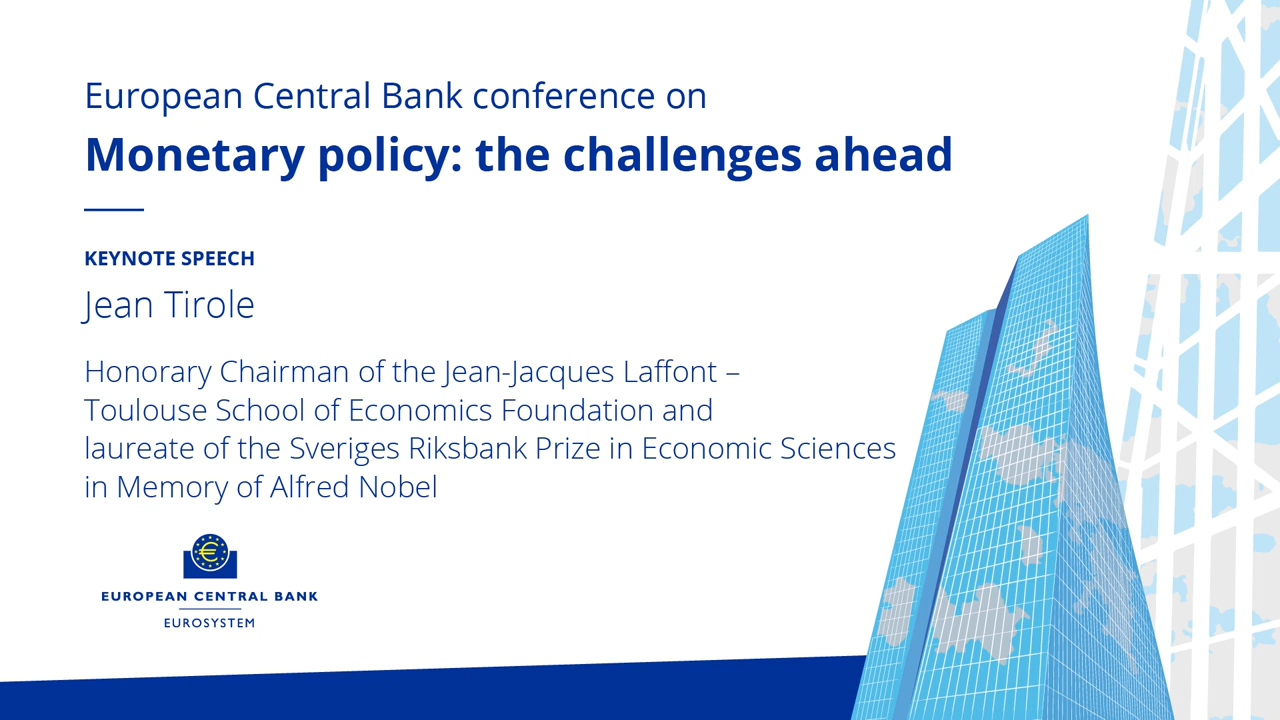 European Central Bank conference on
Monetary policy: the challenges ahead
KEYNOTE SPEECH
Jean Tirole
Honorary Chairman of the Jean-Jacques Laffont –
Toulouse School of Economics Foundation and
laureate of the Sveriges Riksbank Prize in Economic Sciences
in Memory of Alfred Nobel
€
EUROPEAN CENTRAL BANK
EUROSYSTEM